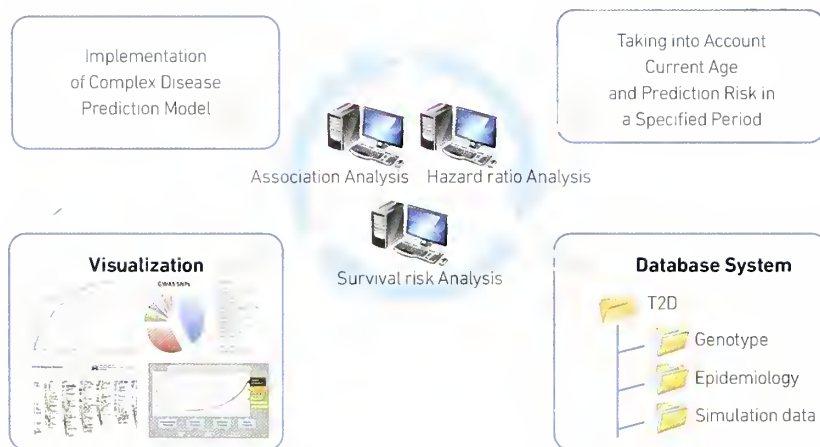 Implementation
of Complex Disease
Prediction Model
Taking into Account
Current Age
and Prediction Risk in
a Specified Period
Association Analysis
Hazard ratio Analysis
Survival risk Analysis
Visualization
GWAS SNPs
Database System
T2D
Genotype
Epidemiology
Simulation data